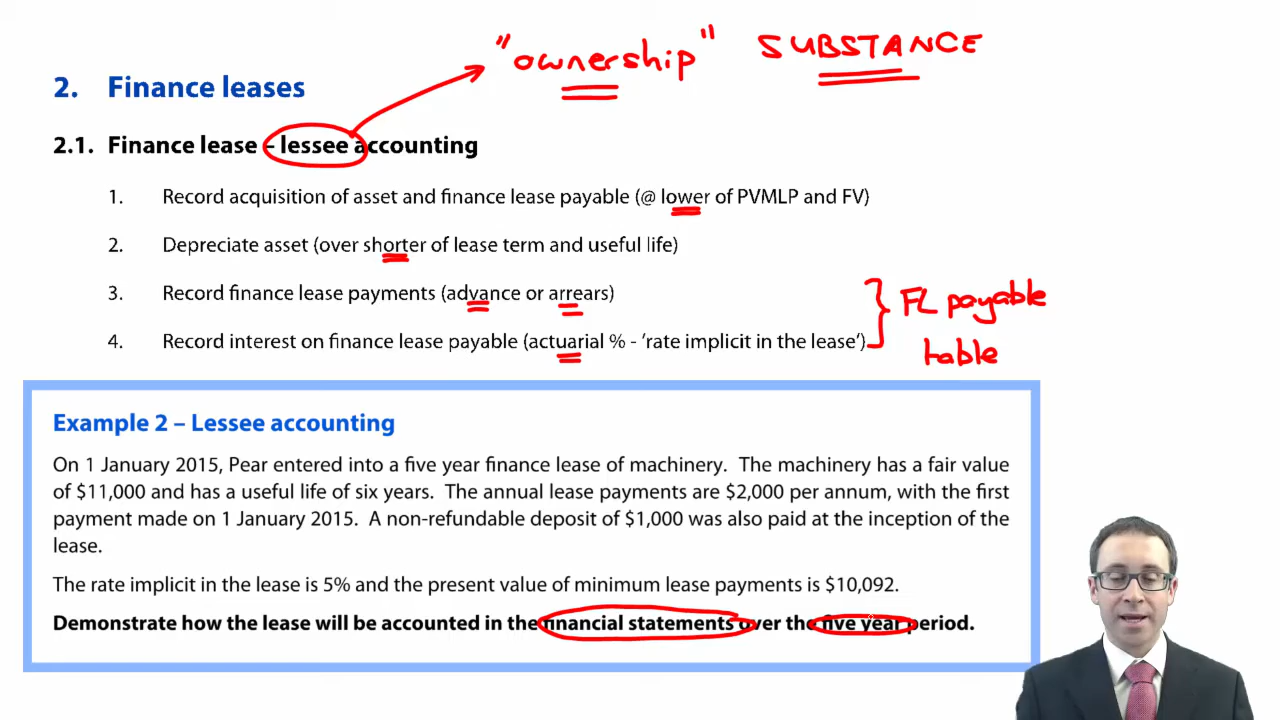 "ownership" SUBSTANCE
2. Finance leases
2.1. Finance lease – lessee accounting
1. Record acquisition of asset and finance lease payable (@ lower of PVMLP and FV)
2. Depreciate asset (over shorter of lease term and useful life)
3. Record finance lease payments (advance or arrears)
4. Record interest on finance lease payable (actuarial % - 'rate implicit in the lease')
FL payable
table
Example 2 – Lessee accounting
On 1 January 2015, Pear entered into a five year finance lease of machinery. The machinery has a fair value
of $11,000 and has a useful life of six years. The annual lease payments are $2,000 per annum, with the first
payment made on 1 January 2015. A non-refundable deposit of $1,000 was also paid at the inception of the
lease.
The rate implicit in the lease is 5% and the present value of minimum lease payments is $10,092.
Demonstrate how the lease will be accounted in the financial statements over the five year period.